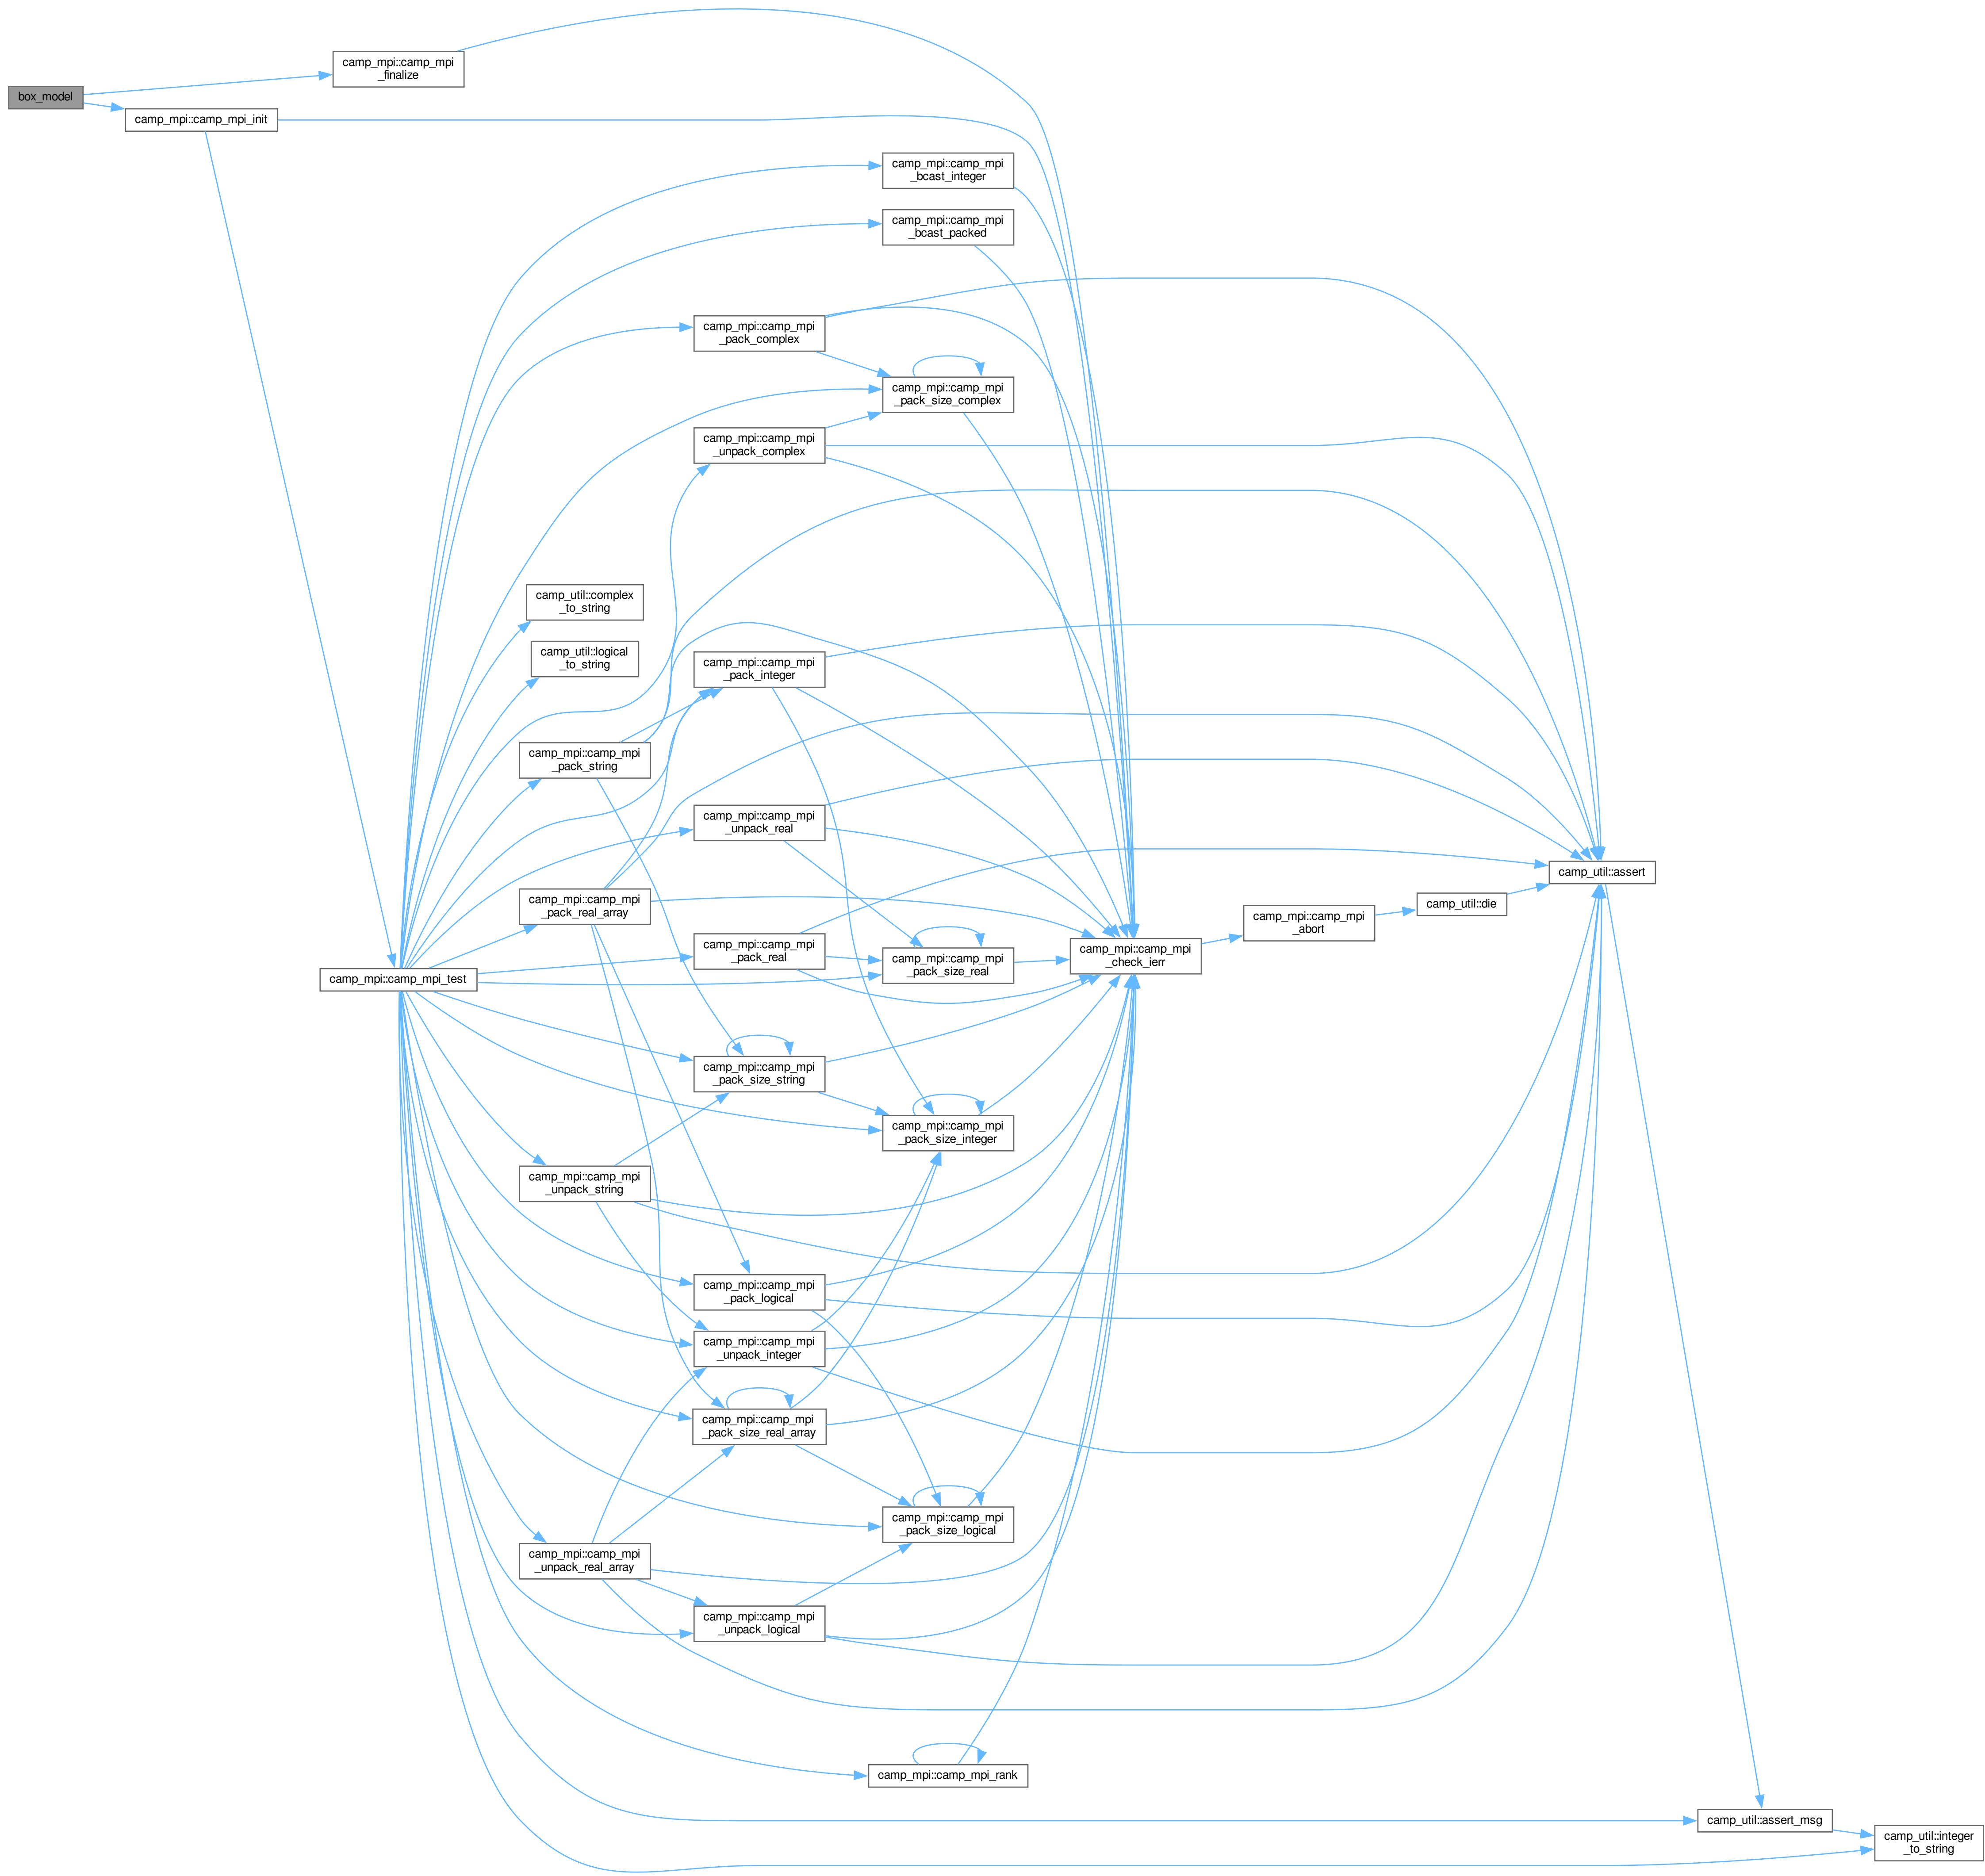 camp_mpi::camp_mpi
_finalize
box_model
camp_mpi::camp_mpi_init
camp_mpi::camp_mpi
_bcast_integer
camp_mpi::camp_mpi
_bcast_packed
camp_mpi::camp_mpi
_pack_complex
camp_mpi::camp_mpi
_pack_size_complex
camp_mpi::camp_mpi
_unpack_complex
camp_util::complex
_to_string
camp_util::logical
_to_string
camp_mpi::camp_mpi
_pack_integer
camp_mpi::camp_mpi
_pack_string
camp_mpi::camp_mpi
_unpack_real
camp_util::assert
camp_mpi::camp_mpi
_pack_real_array
camp_util::die
camp_mpi::camp_mpi
_abort
camp_mpi::camp_mpi
_pack_real
camp_mpi::camp_mpi
_pack_size_real
camp_mpi::camp_mpi
_check_ierr
camp_mpi::camp_mpi_test
camp_mpi::camp_mpi
_pack_size_string
camp_mpi::camp_mpi
_pack_size_integer
camp_mpi::camp_mpi
_unpack_string
camp_mpi::camp_mpi
_pack_logical
camp_mpi::camp_mpi
_unpack_integer
camp_mpi::camp_mpi
_pack_size_real_array
camp_mpi::camp_mpi
_pack_size_logical
camp_mpi::camp_mpi
_unpack_real_array
camp_mpi::camp_mpi
_unpack_logical
camp_mpi::camp_mpi_rank
camp_util::assert_msg
camp_util::integer
_to_string